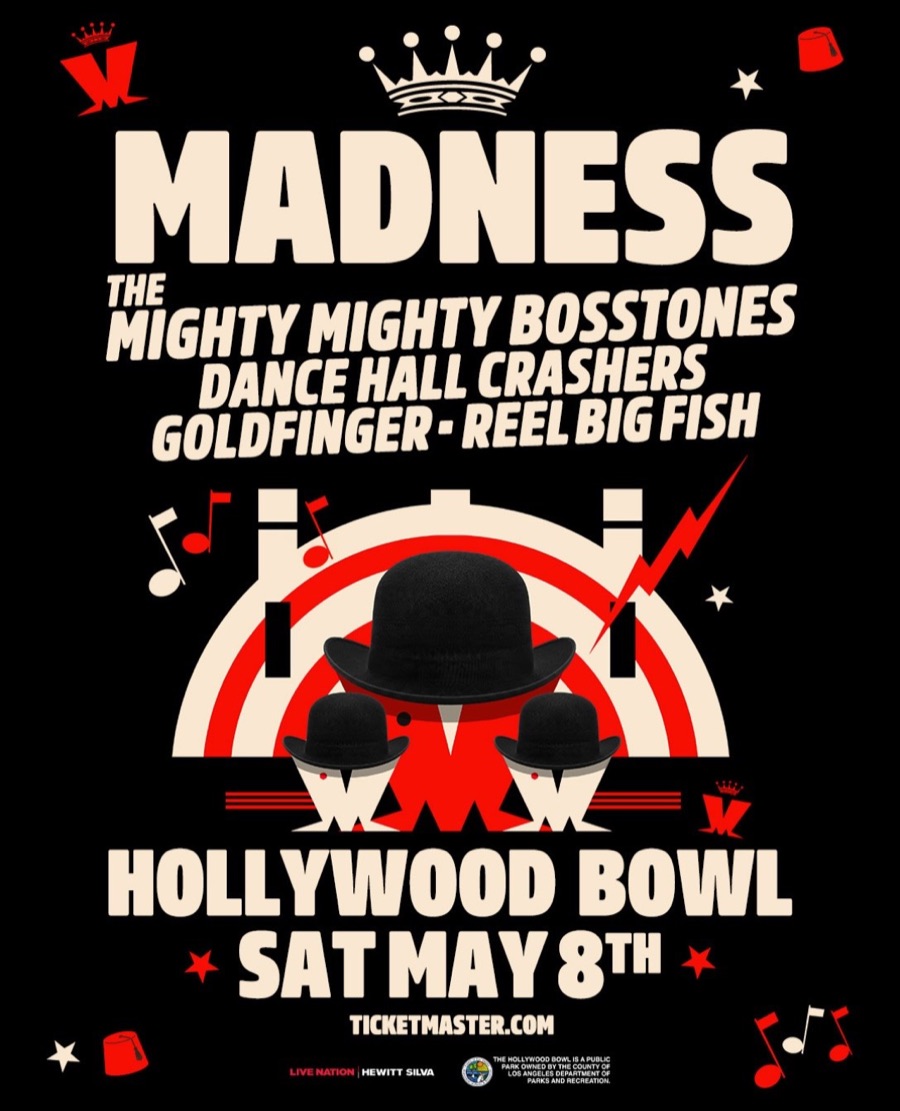 MADNESS
THE
MIGHTY MIGHTY BOSSTONES
DANCE HALL CRASHERS
GOLDFINGER - REEL BIG FISH
HOLLYWOOD BOWL
SAT MAY 8TH
TICKETMASTER.COM
LIVE NATION | HEWITT SILVA
THE HOLLYWOOD BOWL IS A PUBLIC
PARK OWNED BY THE COUNTY OF
LOS ANGELES DEPARTMENT OF
PARKS AND RECREATION.